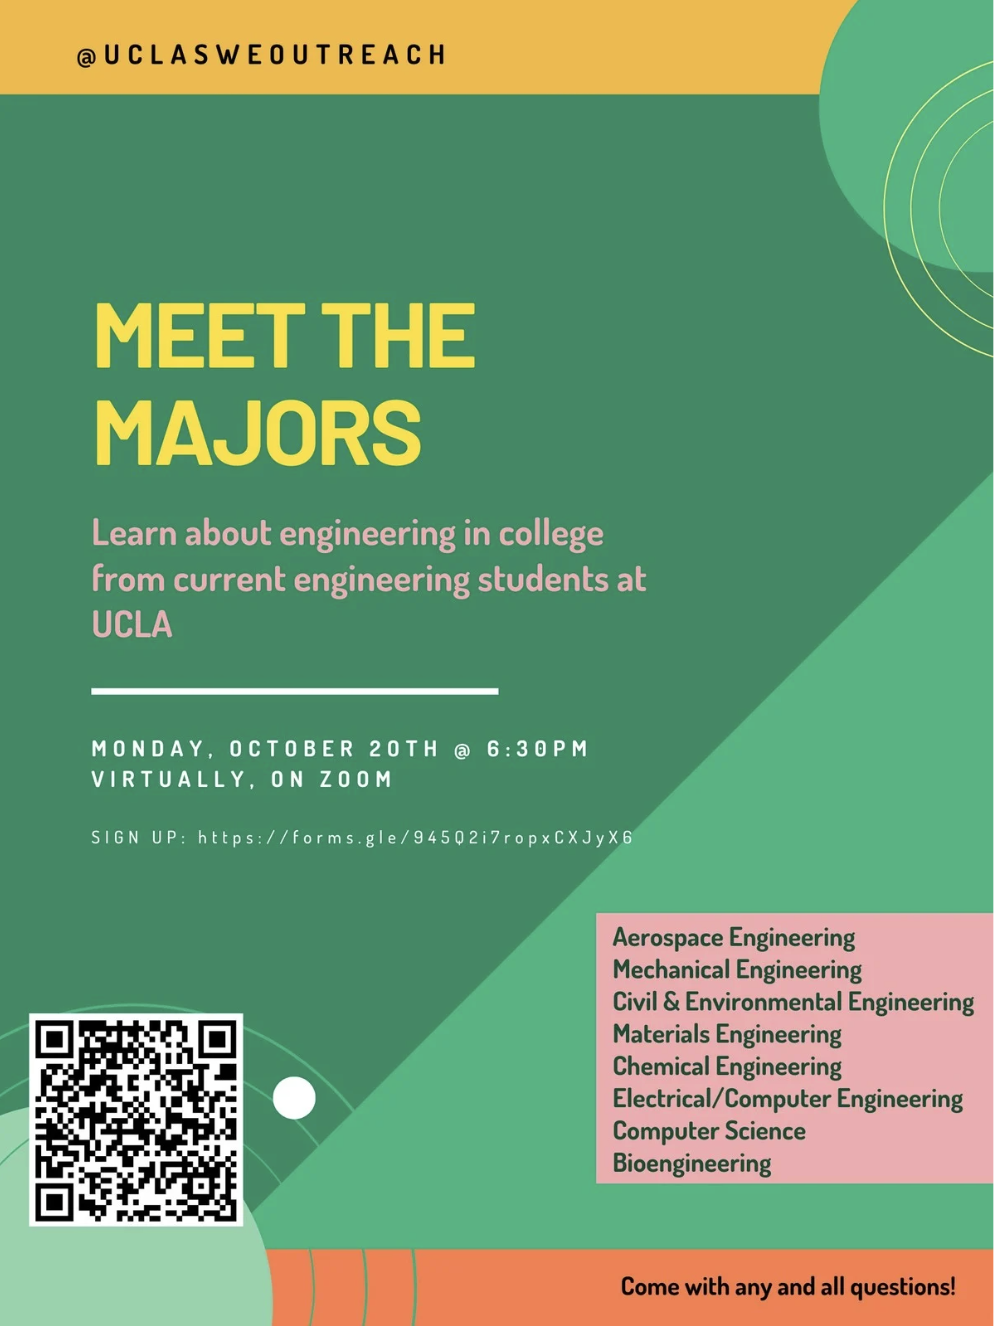 @UCLASWEOUTREACH
MEET THE
MAJORS
Learn about engineering in college
from current engineering students at
UCLA
MONDAY, OCTOBER 20TH @ 6:30PM
VIRTUALLY, ON ZOOM
SIGN UP: https://forms.gle/945Q2i7ropxCXJyX6
Aerospace Engineering
Mechanical Engineering
Civil & Environmental Engineering
Materials Engineering
Chemical Engineering
Electrical/Computer Engineering
Computer Science
Bioengineering
Come with any and all questions!